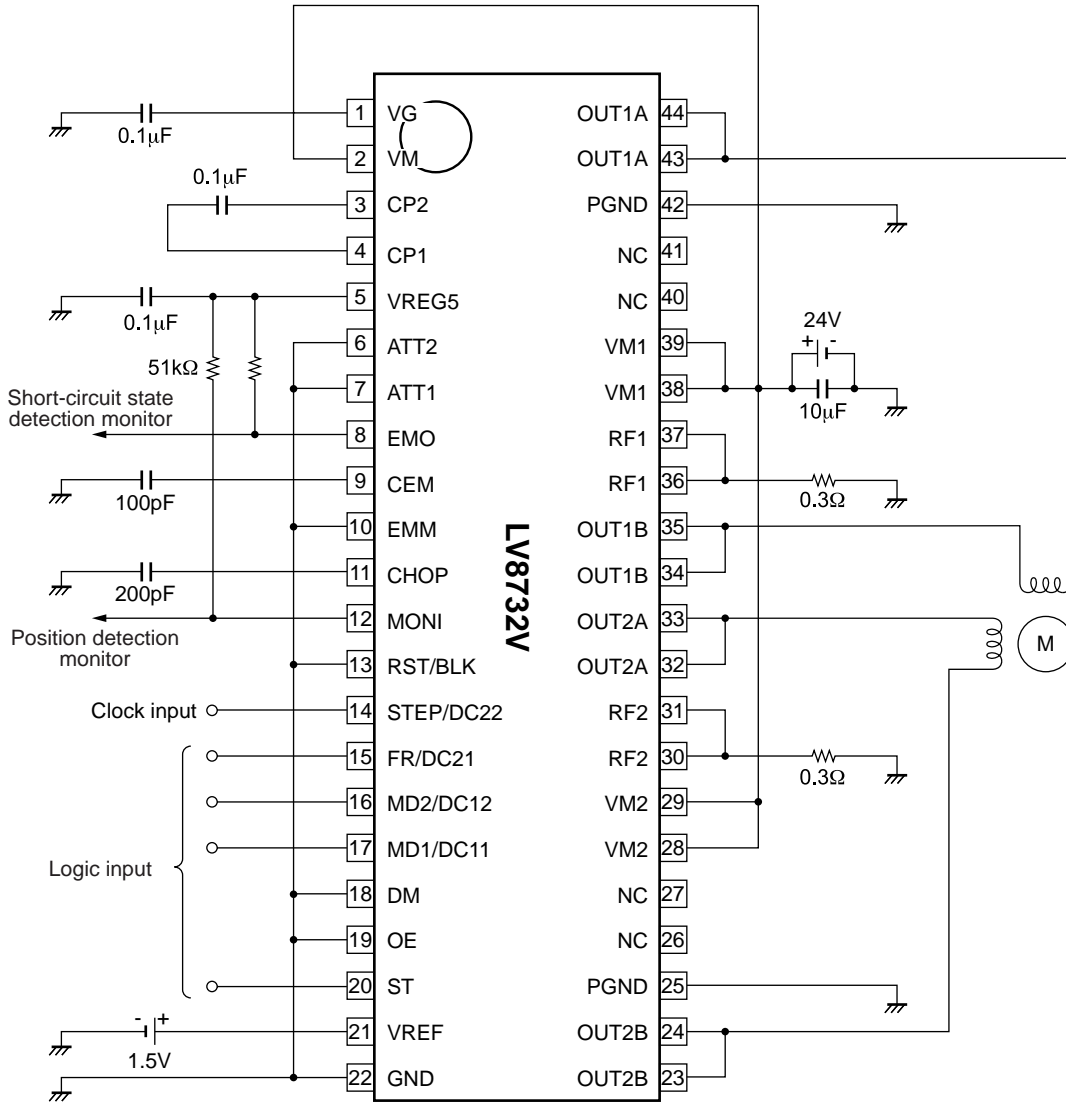 1 VG OUT1A 44
0.1μF
2 VM OUT1A 43
0.1μF
3 CP2 PGND 42
4 CP1 NC 41
5 VREG5 NC 40
0.1μF
24V
+ -
6 ATT2 VM1 39
51kΩ
7 ATT1 VM1 38
10μF
Short-circuit state
detection monitor
8 EMO RF1 37
9 CEM RF1 36
100pF
0.3Ω
10 EMM OUT1B 35
11 CHOP OUT1B 34
200pF
LV8732V
12 MONI OUT2A 33
Position detection
monitor
M
13 RST/BLK OUT2A 32
Clock input
14 STEP/DC22 RF2 31
15 FR/DC21 RF2 30
0.3Ω
16 MD2/DC12 VM2 29
17 MD1/DC11 VM2 28
Logic input
18 DM NC 27
19 OE NC 26
20 ST PGND 25
- +
21 VREF OUT2B 24
1.5V
22 GND OUT2B 23